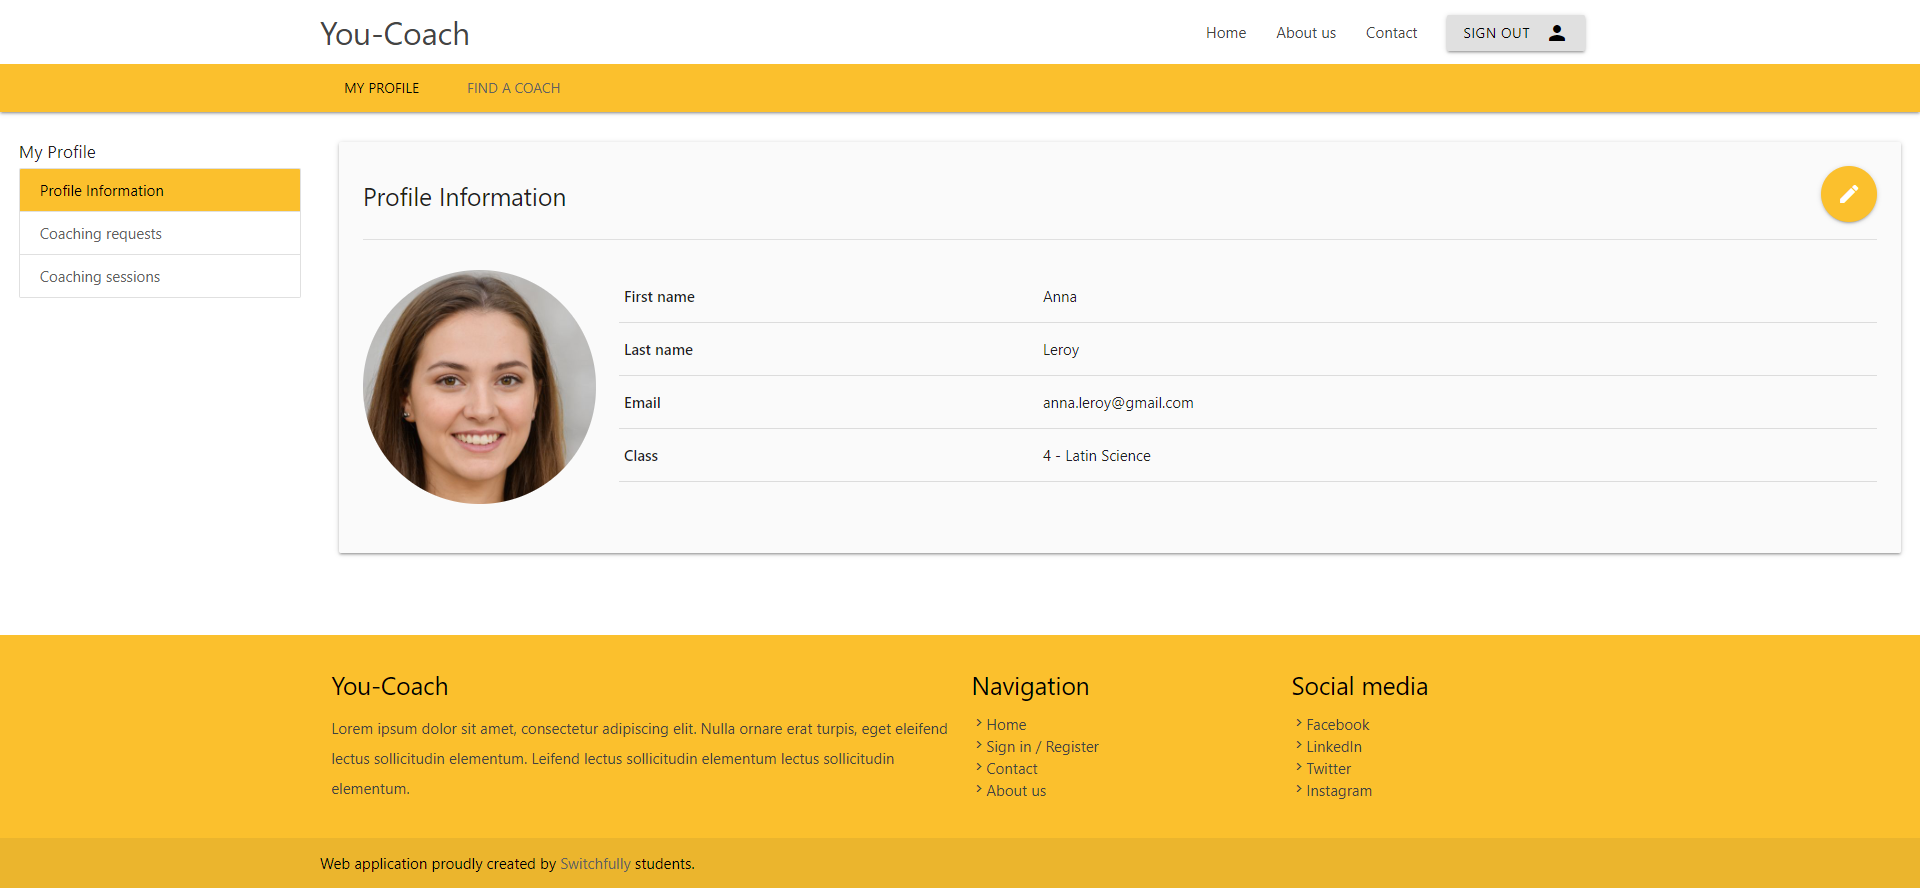 You-Coach
Home
About us
Contact
SIGN OUT
MY PROFILE
FIND A COACH
My Profile
Profile Information
Coaching requests
Coaching sessions
Profile Information
First name Anna
Last name Leroy
Email anna.leroy@gmail.com
Class 4 - Latin Science
You-Coach
Lorem ipsum dolor sit amet, consectetur adipiscing elit. Nulla ornare erat turpis, eget eleifend
lectus sollicitudin elementum. Leifend lectus sollicitudin elementum lectus sollicitudin
elementum.
Navigation
Home
Sign in / Register
Contact
About us
Social media
Facebook
LinkedIn
Twitter
Instagram
Web application proudly created by Switchfully students.